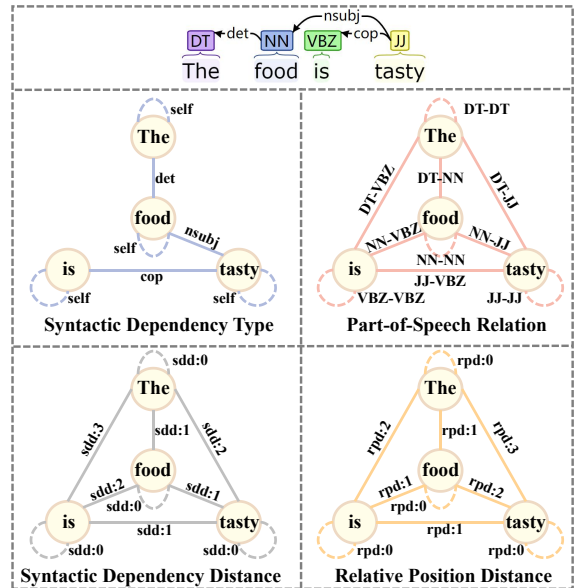 nsubj
DT det NN VBZ cop JJ
The food is tasty
self
The
det
food
self
nsubj
is
cop
tasty
self
self
Syntactic Dependency Type
DT-DT
The
DT-VBZ
DT-NN
DT-JJ
food
NN-VBZ
NN-JJ
NN-NN
is
JJ-VBZ
tasty
VBZ-VBZ
JJ-JJ
Part-of-Speech Relation
sdd:0
The
sdd:3
sdd:1
sdd:2
food
sdd:2
sdd:1
sdd:0
is
sdd:1
tasty
sdd:0
sdd:0
Syntactic Dependency Distance
rpd:0
The
rpd:2
rpd:1
rpd:3
food
rpd:1
rpd:2
rpd:0
is
rpd:1
tasty
rpd:0
rpd:0
Relative Position Distance